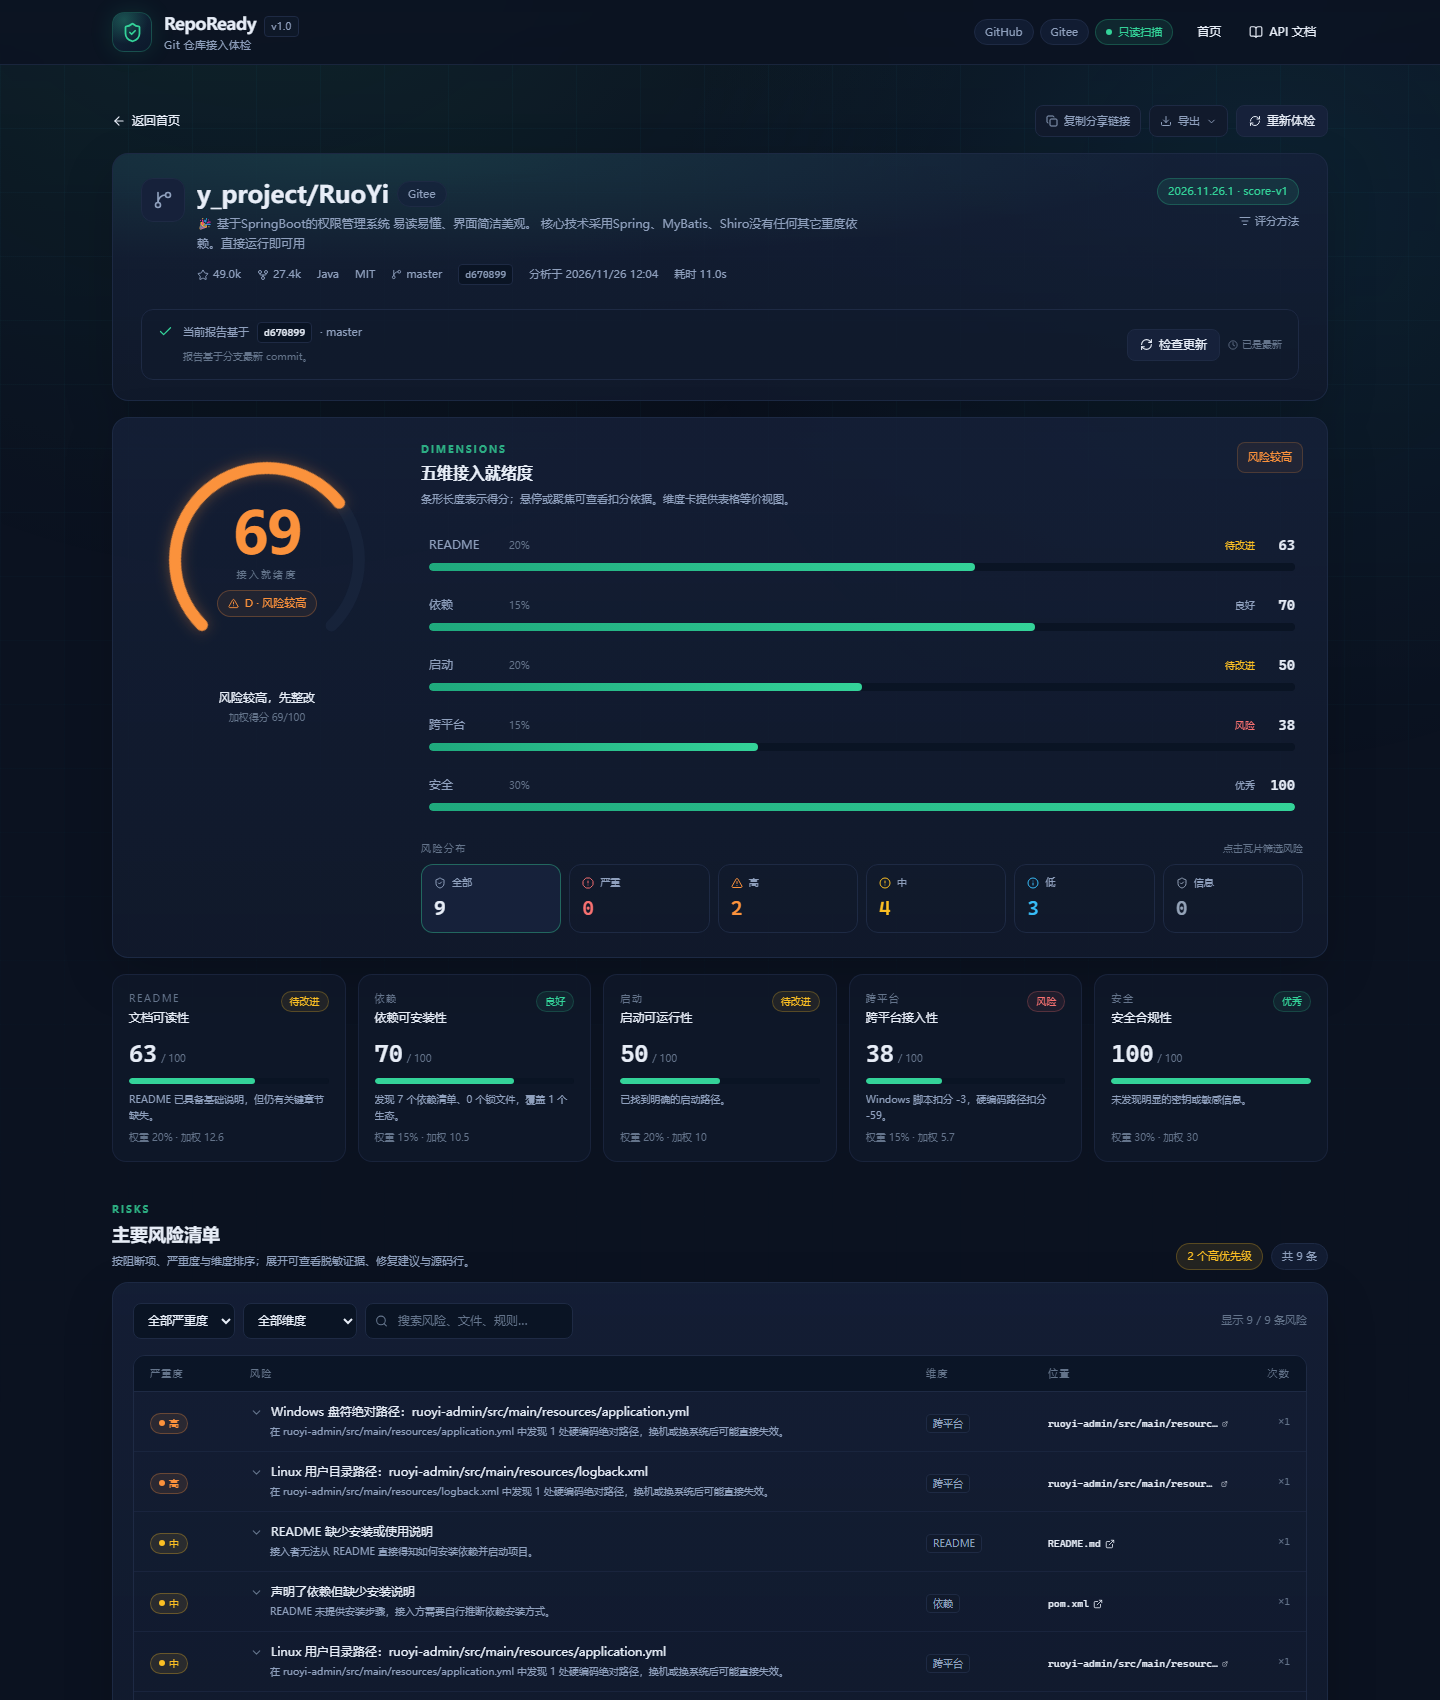 RepoReady v1.0
Git 仓库接入体检
GitHub Gitee 只读扫描 首页 API 文档
返回首页
复制分享链接 导出 重新体检
y_project/RuoYi Gitee
🎉 基于SpringBoot的权限管理系统 易读易懂、界面简洁美观。 核心技术采用Spring、MyBatis、Shiro没有任何其它重度依
赖。直接运行即可用
2026.11.26.1 · score-v1
评分方法
49.0k 27.4k Java MIT master d670899 分析于 2026/11/26 12:04 耗时 11.0s
当前报告基于 d670899 · master
报告基于分支最新 commit。
检查更新 已是最新
69
接入就绪度
D · 风险较高
风险较高，先整改
加权得分 69/100
DIMENSIONS
五维接入就绪度
条形长度表示得分；悬停或聚焦可查看扣分依据。维度卡提供表格等价视图。
风险较高
README 20% 待改进 63
依赖 15% 良好 70
启动 20% 待改进 50
跨平台 15% 风险 38
安全 30% 优秀 100
风险分布 点击瓦片筛选风险
全部 严重 高 中 低 信息
9 0 2 4 3 0
README 待改进
文档可读性
63 / 100
README 已具备基础说明，但仍有关键章节
缺失。
权重 20% · 加权 12.6
依赖 良好
依赖可安装性
70 / 100
发现 7 个依赖清单、0 个锁文件，覆盖 1 个
生态。
权重 15% · 加权 10.5
启动 待改进
启动可运行性
50 / 100
已找到明确的启动路径。
权重 20% · 加权 10
跨平台 风险
跨平台接入性
38 / 100
Windows 脚本扣分 -3，硬编码路径扣分
-59。
权重 15% · 加权 5.7
安全 优秀
安全合规性
100 / 100
未发现明显的密钥或敏感信息。
权重 30% · 加权 30
RISKS
主要风险清单
按阻断项、严重度与维度排序；展开可查看脱敏证据、修复建议与源码行。
2 个高优先级 共 9 条
全部严重度 全部维度 搜索风险、文件、规则... 显示 9 / 9 条风险
严重度 风险 维度 位置 次数
高 Windows 盘符绝对路径：ruoyi-admin/src/main/resources/application.yml 跨平台 ruoyi-admin/src/main/resourc… ×1
在 ruoyi-admin/src/main/resources/application.yml 中发现 1 处硬编码绝对路径，换机或换系统后可能直接失效。
高 Linux 用户目录路径：ruoyi-admin/src/main/resources/logback.xml 跨平台 ruoyi-admin/src/main/resour… ×1
在 ruoyi-admin/src/main/resources/logback.xml 中发现 1 处硬编码绝对路径，换机或换系统后可能直接失效。
中 README 缺少安装或使用说明 README README.md ×1
接入者无法从 README 直接得知如何安装依赖并启动项目。
中 声明了依赖但缺少安装说明 依赖 pom.xml ×1
README 未提供安装步骤，接入方需要自行推断依赖安装方式。
中 Linux 用户目录路径：ruoyi-admin/src/main/resources/application.yml 跨平台 ruoyi-admin/src/main/resourc… ×1
在 ruoyi-admin/src/main/resources/application.yml 中发现 1 处硬编码绝对路径，换机或换系统后可能直接失效。